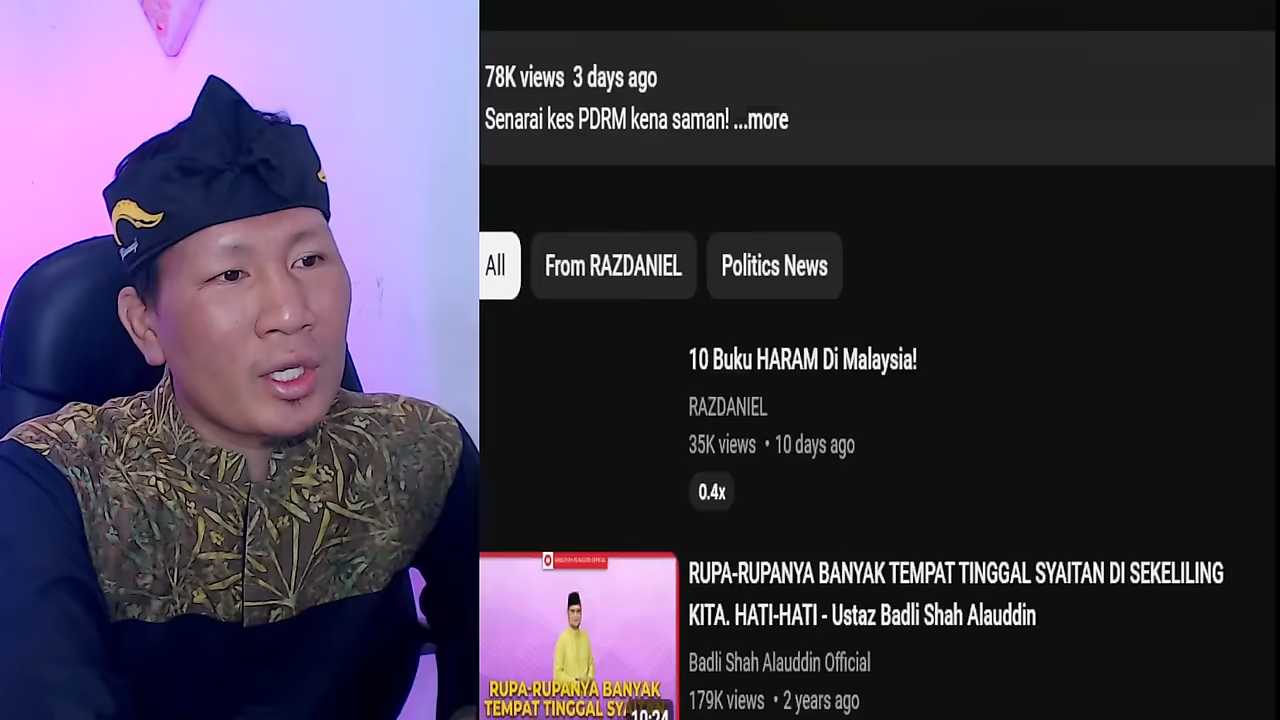 78K views 3 days ago
Senarai kes PDRM kena saman! ...more
All
From RAZDANIEL
Politics News
10 Buku HARAM Di Malaysia!
RAZDANIEL
35K views • 10 days ago
0.4x
RUPA-RUPANYA BANYAK TEMPAT TINGGAL SYAITAN DI SEKELILING
KITA. HATI-HATI - Ustaz Badli Shah Alauddin
Badli Shah Alauddin Official
179K views • 2 years ago
RUPA-RUPANYA BANYAK
TEMPAT TINGGAL SYAITAN
10:24